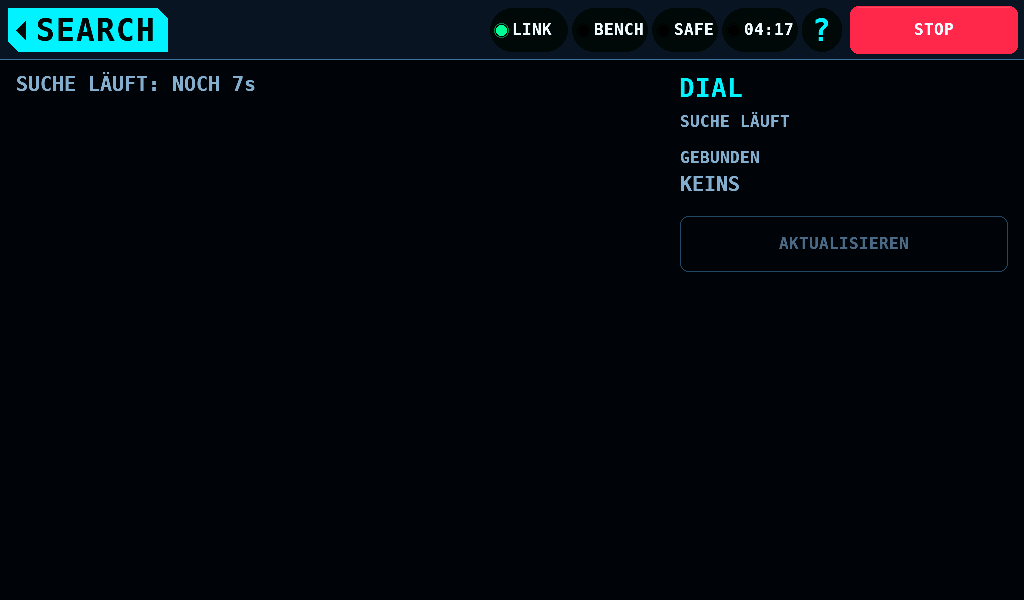 SEARCH
LINK BENCH SAFE 04:17 ? STOP
SUCHE LÄUFT: NOCH 7s
DIAL
SUCHE LÄUFT
GEBUNDEN
KEINS
AKTUALISIEREN